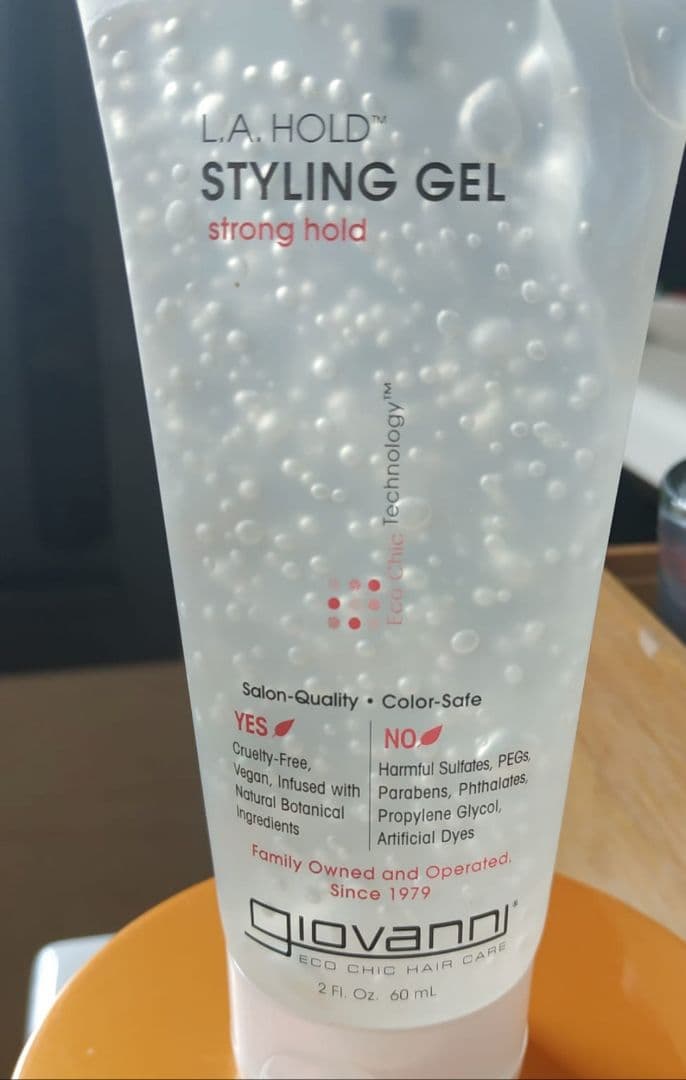 L.A. HOLD™
STYLING GEL
strong hold
Eco Chic Technology™
Salon-Quality • Color-Safe
YES
Cruelty-Free,
Vegan, Infused with
Natural Botanical
Ingredients
NO
Harmful Sulfates, PEGs,
Parabens, Phthalates,
Propylene Glycol,
Artificial Dyes
Family Owned and Operated.
Since 1979
giovanni®
ECO CHIC HAIR CARE
2 Fl. Oz. 60 mL